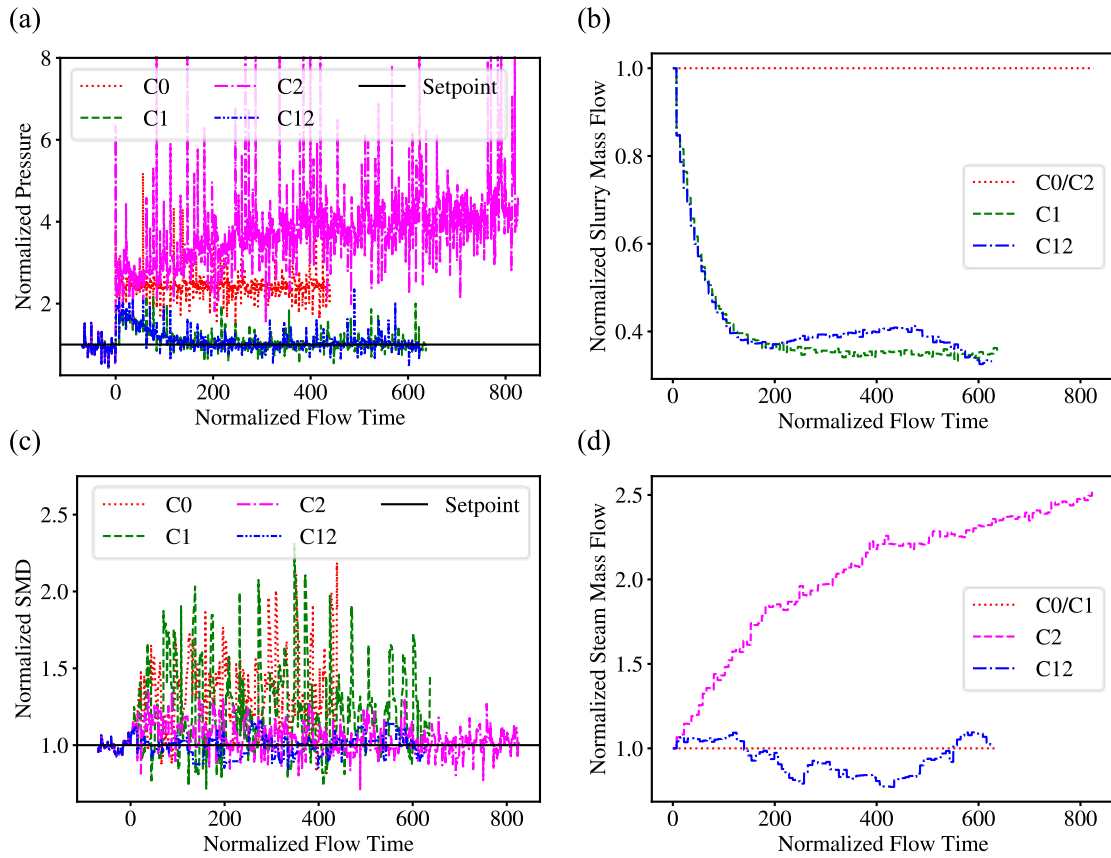 (a)
8
6
4
2
Normalized Pressure
C0
C1
C2
C12
Setpoint
0 200 400 600 800
Normalized Flow Time
(b)
1.0
0.8
0.6
0.4
Normalized Slurry Mass Flow
C0/C2
C1
C12
0 200 400 600 800
Normalized Flow Time
(c)
2.5
2.0
1.5
1.0
Normalized SMD
C0
C1
C2
C12
Setpoint
0 200 400 600 800
Normalized Flow Time
(d)
2.5
2.0
1.5
1.0
Normalized Steam Mass Flow
C0/C1
C2
C12
0 200 400 600 800
Normalized Flow Time